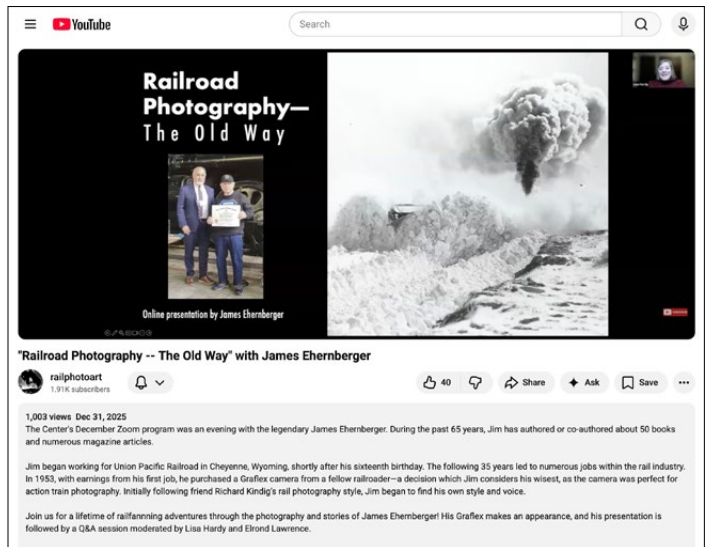 YouTube
Search
Railroad
Photography—
The Old Way
Online presentation by James Ehernberger
"Railroad Photography -- The Old Way" with James Ehernberger
railphotoart
1.91K subscribers
40
Share
Ask
Save
1,003 views Dec 31, 2025
The Center's December Zoom program was an evening with the legendary James Ehernberger. During the past 65 years, Jim has authored or co-authored about 50 books
and numerous magazine articles.
Jim began working for Union Pacific Railroad in Cheyenne, Wyoming, shortly after his sixteenth birthday. The following 35 years led to numerous jobs within the rail industry.
In 1953, with earnings from his first job, he purchased a Graflex camera from a fellow railroader—a decision which Jim considers his wisest, as the camera was perfect for
action train photography. Initially following friend Richard Kindig's rail photography style, Jim began to find his own style and voice.
Join us for a lifetime of railfannning adventures through the photography and stories of James Ehernberger! His Graflex makes an appearance, and his presentation is
followed by a Q&A session moderated by Lisa Hardy and Elrond Lawrence.